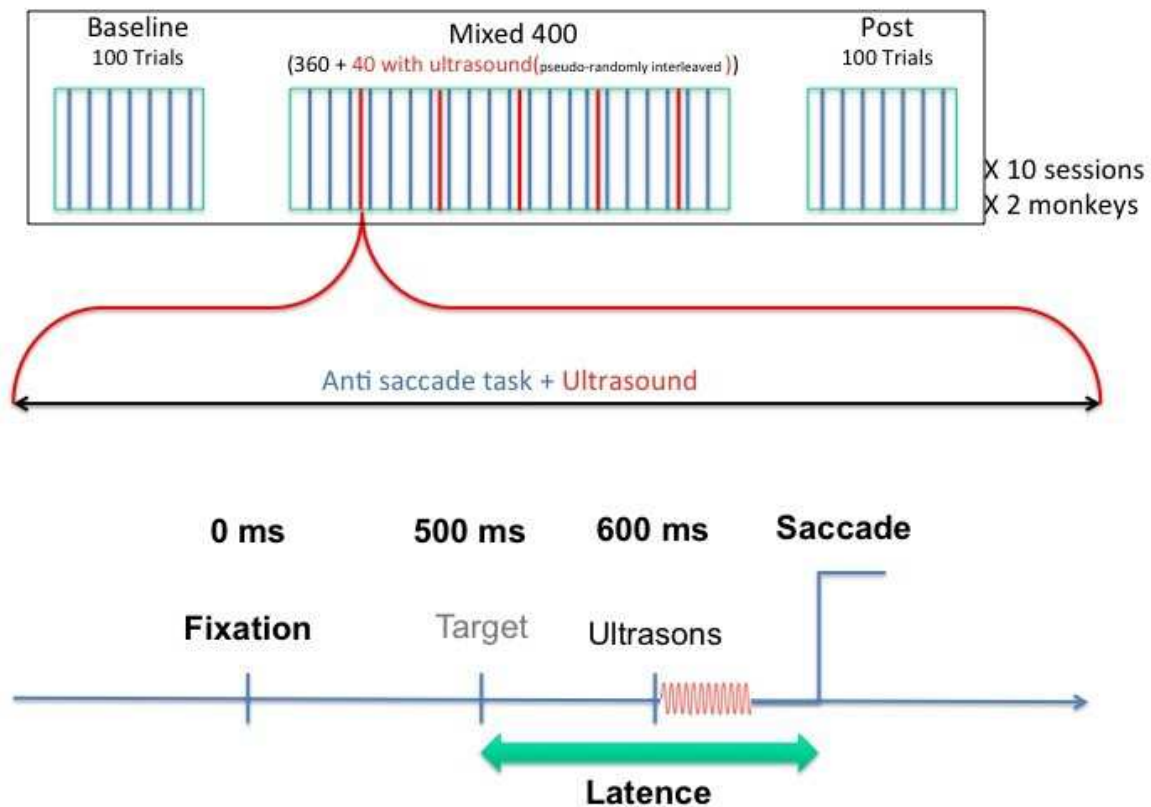 Baseline
100 Trials
Mixed 400
(360 + 40 with ultrasound(pseudo-randomly interleaved ))
Post
100 Trials
X 10 sessions
X 2 monkeys
Anti saccade task + Ultrasound
0 ms
500 ms
600 ms
Saccade
Fixation
Target
Ultrasons
Latence